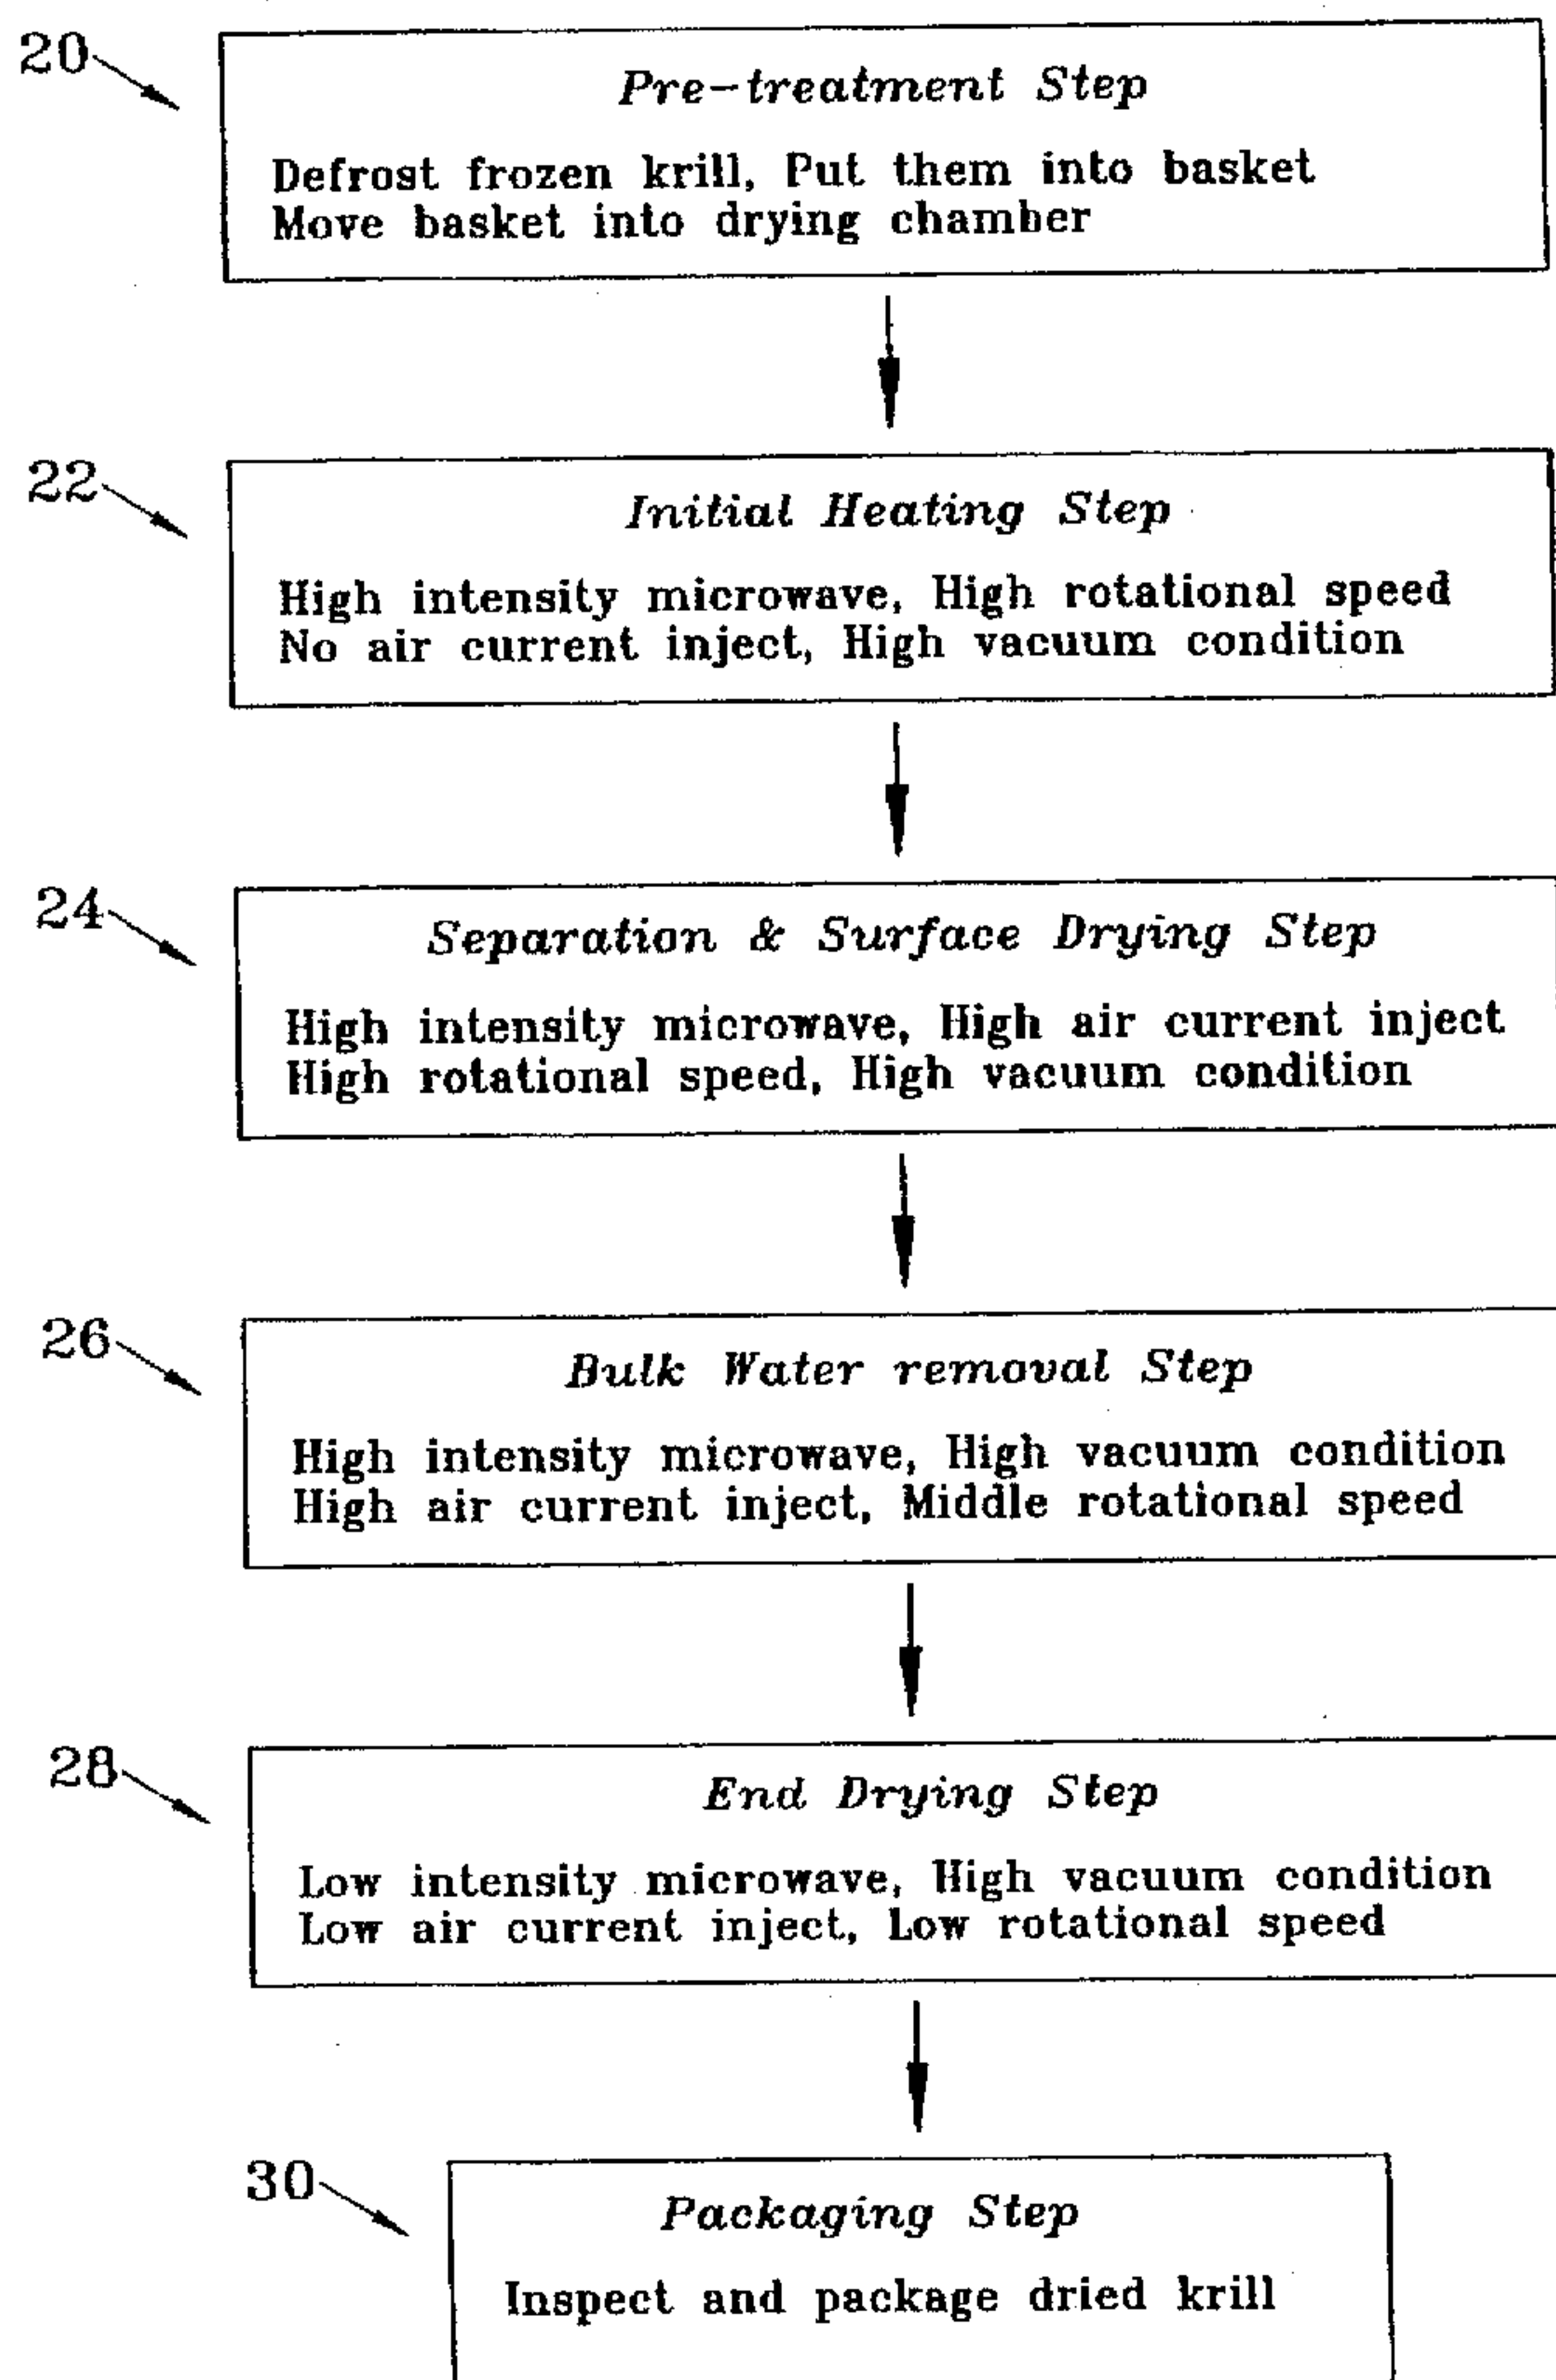 20
Pre-treatment Step
Defrost frozen krill, Put them into basket
Move basket into drying chamber
22
Initial Heating Step
High intensity microwave, High rotational speed
No air current inject, High vacuum condition
24
Separation & Surface Drying Step
High intensity microwave, High air current inject
High rotational speed, High vacuum condition
26
Bulk Water removal Step
High intensity microwave, High vacuum condition
High air current inject, Middle rotational speed
28
End Drying Step
Low intensity microwave, High vacuum condition
Low air current inject, Low rotational speed
30
Packaging Step
Inspect and package dried krill